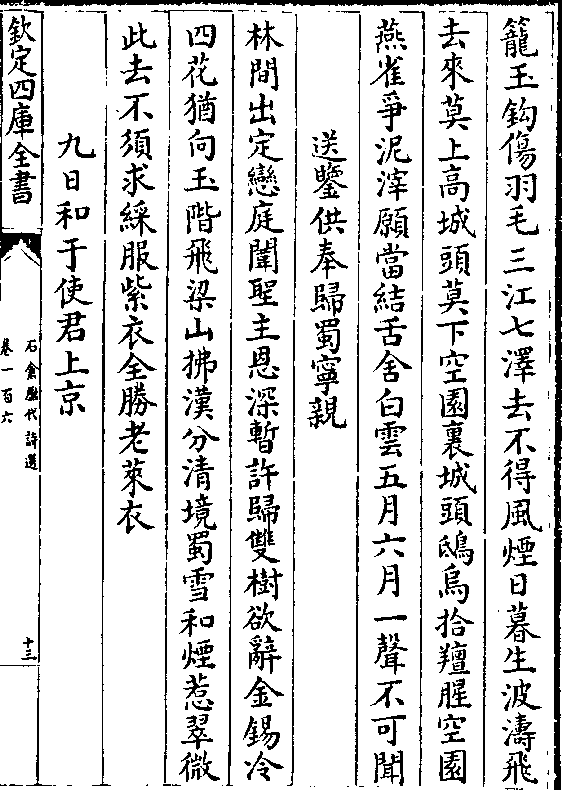 籠玉鈎傷羽毛三江七澤去不得風煙日暮生波濤飛
去來莫上高城頭莫下空園裏城頭鴟烏拾羶腥空園
燕雀爭泥滓願當結舌含白雲五月六月一聲不可聞
送鑒供奉歸蜀寧親
林間出定戀庭闈聖主恩深暫許歸雙樹欲辭金錫冷
四花猶向玉階飛梁山拂漢分清境蜀雪和煙惹翠微
此去不須求綵服紫衣全勝老萊衣
九日和于使君上京
欽定四庫全書
石倉歷代詩選
卷一百六
十三